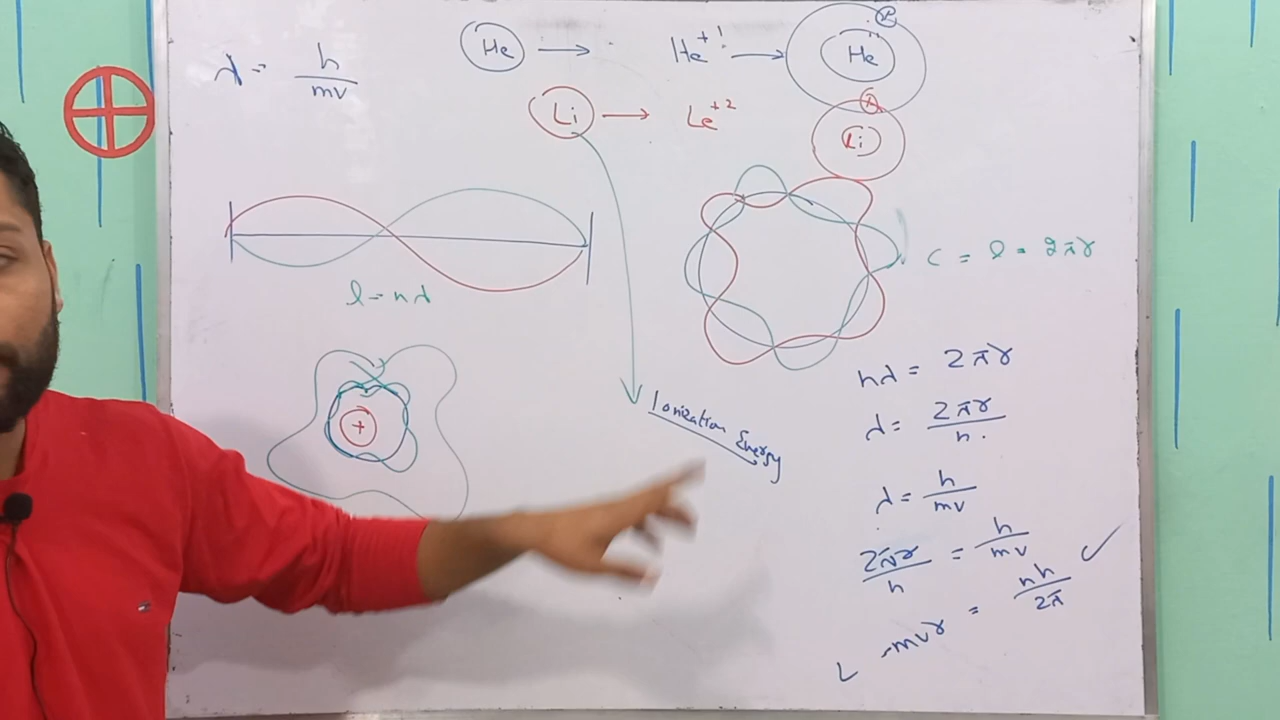 λ = h/mv
He → He⁺¹ → He
Li → Le⁺² Li
l = nλ
c = l = 2πr
+
Ionization Energy
nλ = 2πr
λ = 2πr/n.
λ = h/mv
2πr/n = h/mv
L = mvr = nh/2π ✓